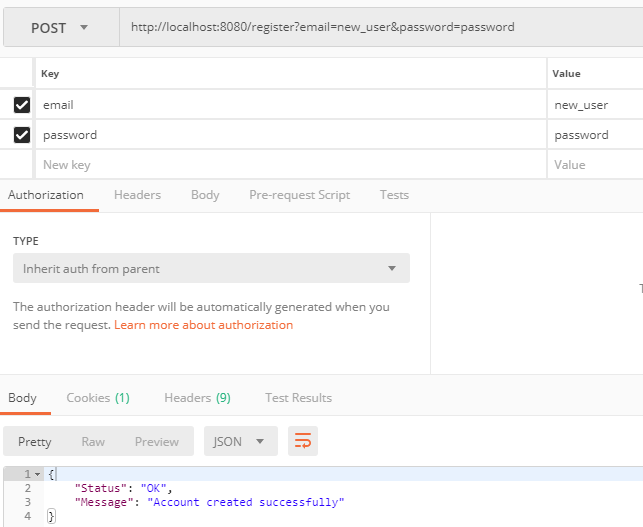 POST http://localhost:8080/register?email=new_user&password=password
Key Value
email new_user
password password
New key Value
Authorization Headers Body Pre-request Script Tests
TYPE
Inherit auth from parent
The authorization header will be automatically generated when you
send the request. Learn more about authorization
Body Cookies (1) Headers (9) Test Results
Pretty Raw Preview JSON
1 {
2 "Status": "OK",
3 "Message": "Account created successfully"
4 }